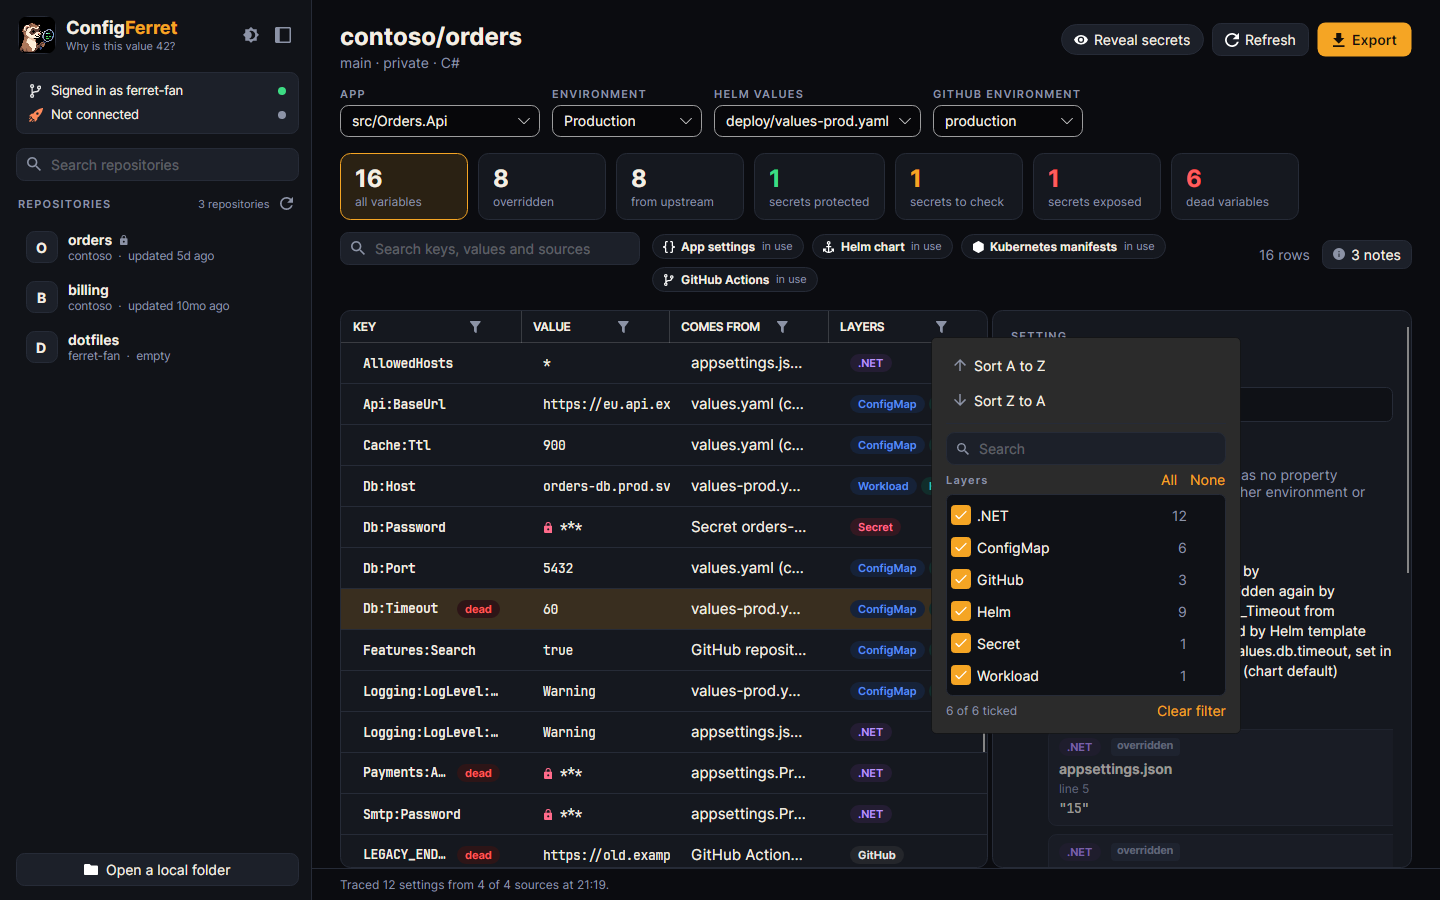 ConfigFerret
Why is this value 42?
Signed in as ferret-fan
Not connected
Search repositories
REPOSITORIES
3 repositories
O
orders
contoso · updated 5d ago
B
billing
contoso · updated 10mo ago
D
dotfiles
ferret-fan · empty
Open a local folder
contoso/orders
main · private · C#
Reveal secrets
Refresh
Export
APP
src/Orders.Api
ENVIRONMENT
Production
HELM VALUES
deploy/values-prod.yaml
GITHUB ENVIRONMENT
production
16
all variables
8
overridden
8
from upstream
1
secrets protected
1
secrets to check
1
secrets exposed
6
dead variables
Search keys, values and sources
App settings in use
Helm chart in use
Kubernetes manifests in use
GitHub Actions in use
16 rows
3 notes
KEY VALUE COMES FROM LAYERS
AllowedHosts * appsettings.js... .NET
Api:BaseUrl https://eu.api.ex values.yaml (c... ConfigMap
Cache:Ttl 900 values.yaml (c... ConfigMap
Db:Host orders-db.prod.sv values-prod.y... Workload
Db:Password *** Secret orders-... Secret
Db:Port 5432 values.yaml (c... ConfigMap
Db:Timeout dead 60 values-prod.y... ConfigMap
Features:Search true GitHub reposit... ConfigMap
Logging:LogLevel:... Warning values-prod.y... ConfigMap
Logging:LogLevel:... Warning appsettings.js... .NET
Payments:A... dead *** appsettings.Pr... .NET
Smtp:Password *** appsettings.Pr... .NET
LEGACY_END... dead https://old.examp GitHub Action... GitHub
Sort A to Z
Sort Z to A
Search
Layers
All
None
.NET 12
ConfigMap 6
GitHub 3
Helm 9
Secret 1
Workload 1
6 of 6 ticked
Clear filter
SETTING
as no property
her environment or
by
dden again by
_Timeout from
d by Helm template
alues.db.timeout, set in
(chart default)
.NET overridden
appsettings.json
line 5
"15"
.NET overridden
Traced 12 settings from 4 of 4 sources at 21:19.